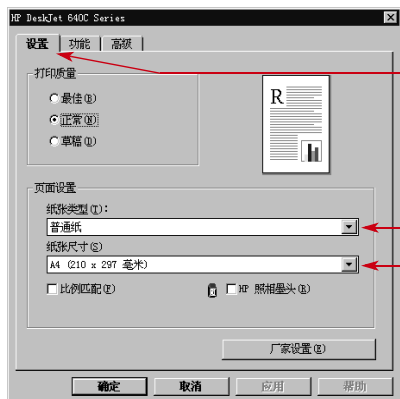 HP DeskJet 640C Series
设置 功能 高级
打印质量
最佳(B)
正常(N)
草稿(D)
R
页面设置
纸张类型(T):
普通纸
纸张尺寸(S)
A4 (210 x 297 毫米)
比例匹配(F) HP 照相墨头(R)
厂家设置(E)
确定 取消 应用 帮助